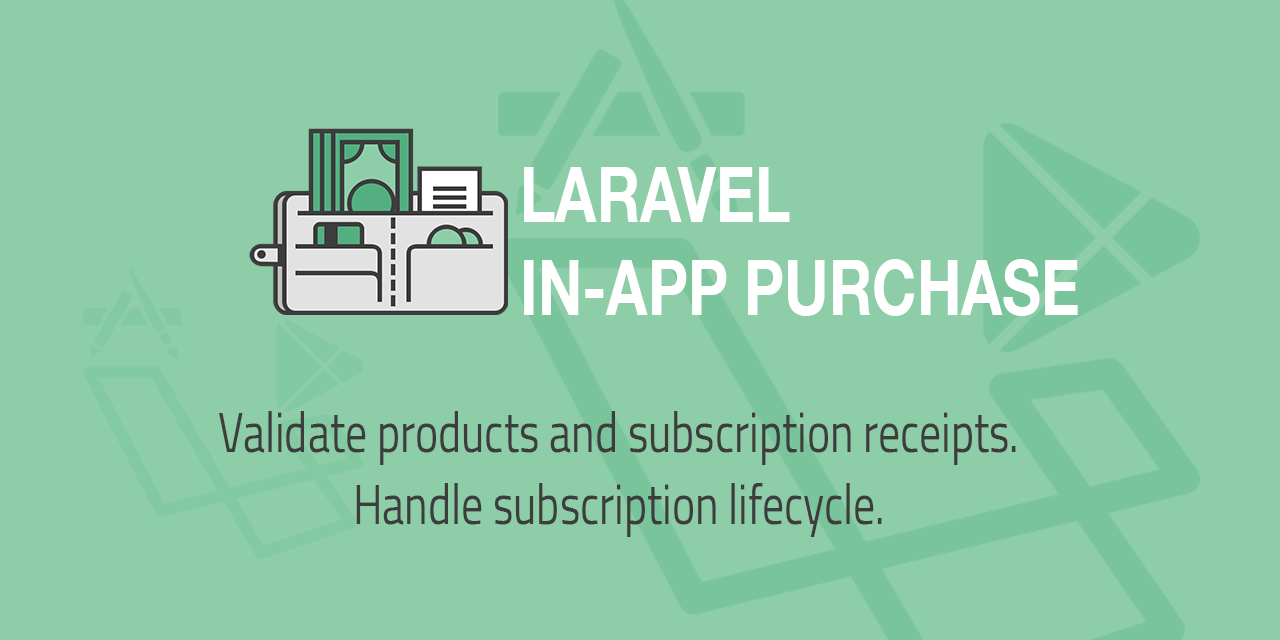 LARAVEL
IN-APP PURCHASE
Validate products and subscription receipts.
Handle subscription lifecycle.